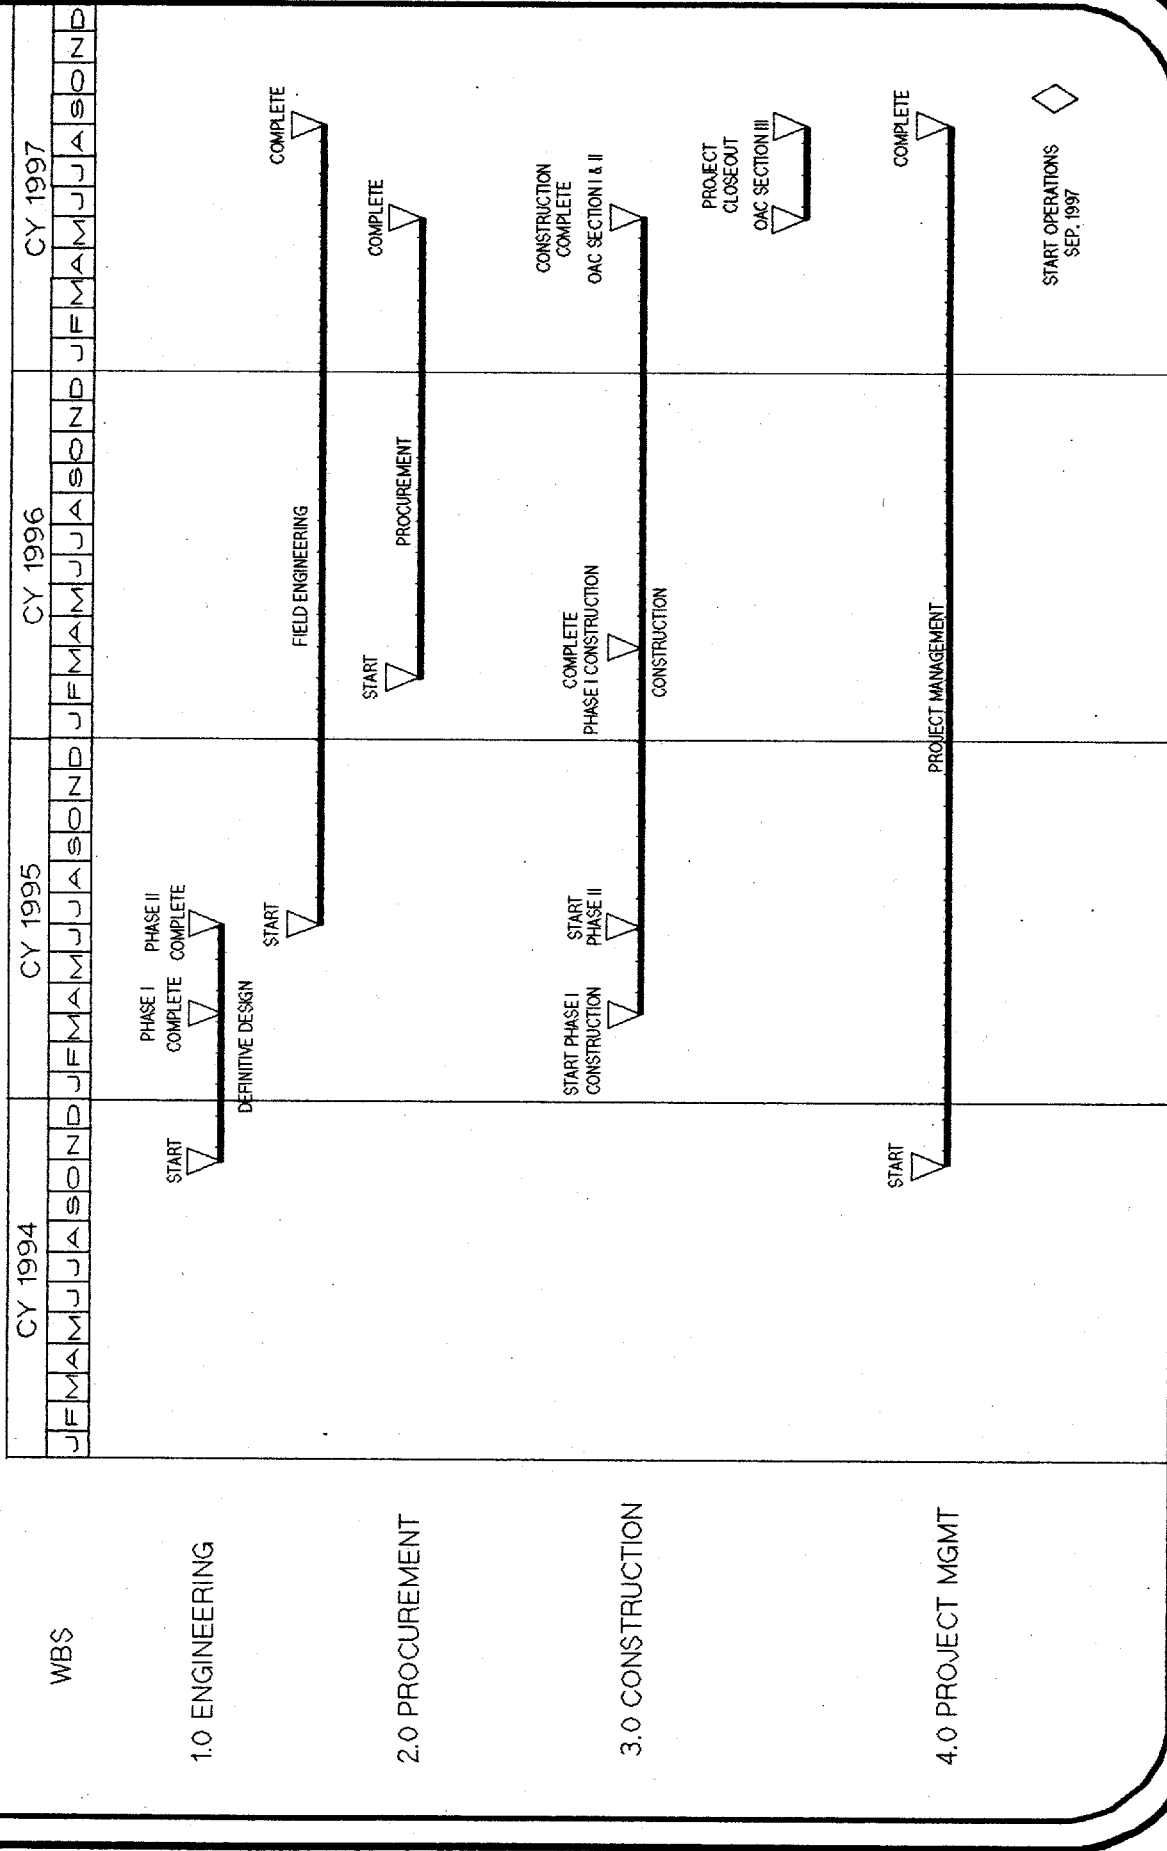 CY 1994 CY 1995 CY 1996 CY 1997
WBS J F M A M J J A S O N D J F M A M J J A S O N D J F M A M J J A S O N D J F M A M J J A S O N D
1.0 ENGINEERING
START
PHASE I
COMPLETE
PHASE II
COMPLETE
DEFINITIVE DESIGN
START
FIELD ENGINEERING
COMPLETE
2.0 PROCUREMENT
START
PROCUREMENT
COMPLETE
3.0 CONSTRUCTION
START PHASE I
CONSTRUCTION
START
PHASE II
COMPLETE
PHASE I CONSTRUCTION
CONSTRUCTION
CONSTRUCTION
COMPLETE
OAC SECTION I & II
PROJECT
CLOSEOUT
OAC SECTION III
4.0 PROJECT MGMT
START
PROJECT MANAGEMENT
COMPLETE
START OPERATIONS
SEP. 1997